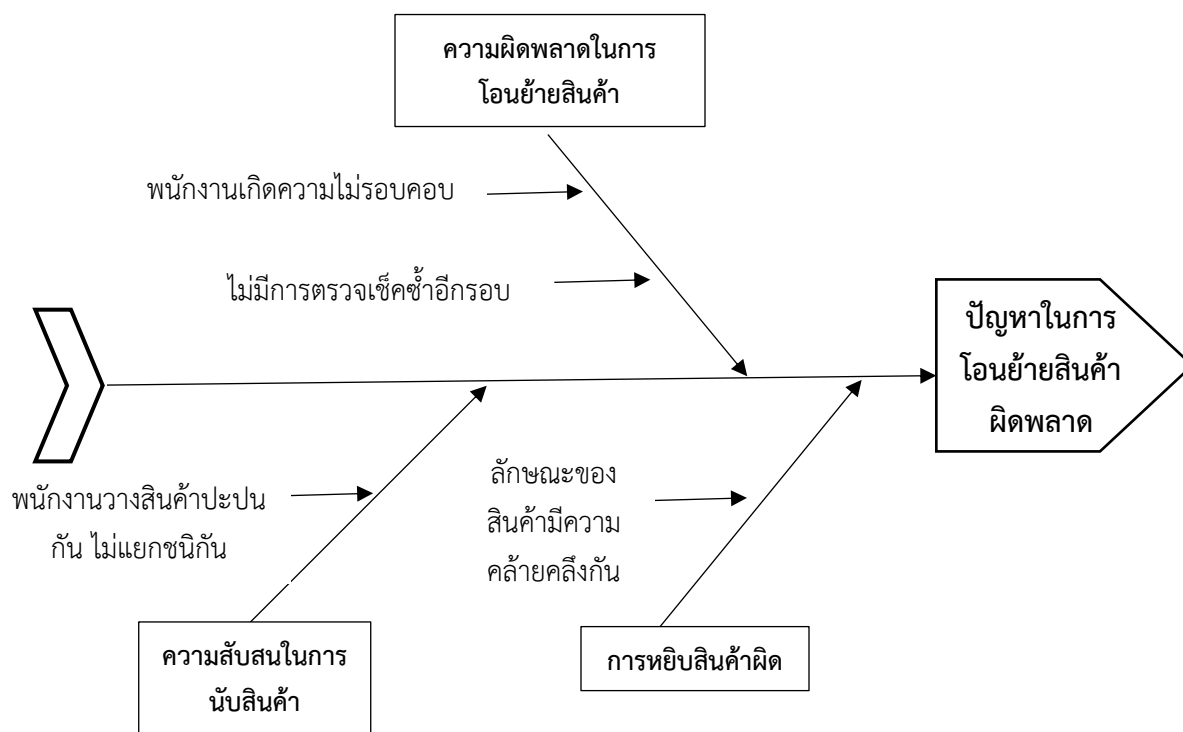 ความผิดพลาดในการ
โอนย้ายสินค้า
พนักงานเกิดความไม่รอบคอบ
ไม่มีการตรวจเช็คซ้ำอีกรอบ
ปัญหาในการ
โอนย้ายสินค้า
ผิดพลาด
พนักงานวางสินค้าปะปน
กัน ไม่แยกชนิกัน
ลักษณะของ
สินค้ามีความ
คล้ายคลึงกัน
ความสับสนในการ
นับสินค้า
การหยิบสินค้าผิด